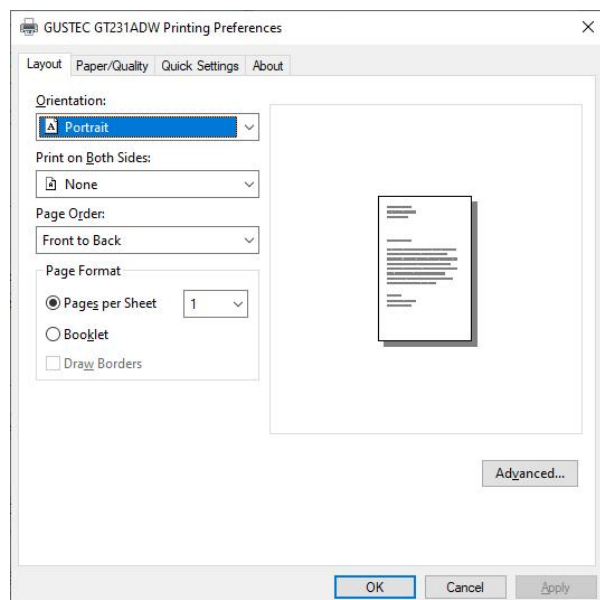 GUSTEC GT231ADW Printing Preferences
Layout Paper/Quality Quick Settings About
Orientation:
Portrait
Print on Both Sides:
None
Page Order:
Front to Back
Page Format
Pages per Sheet 1
Booklet
Draw Borders
Advanced...
OK Cancel Apply